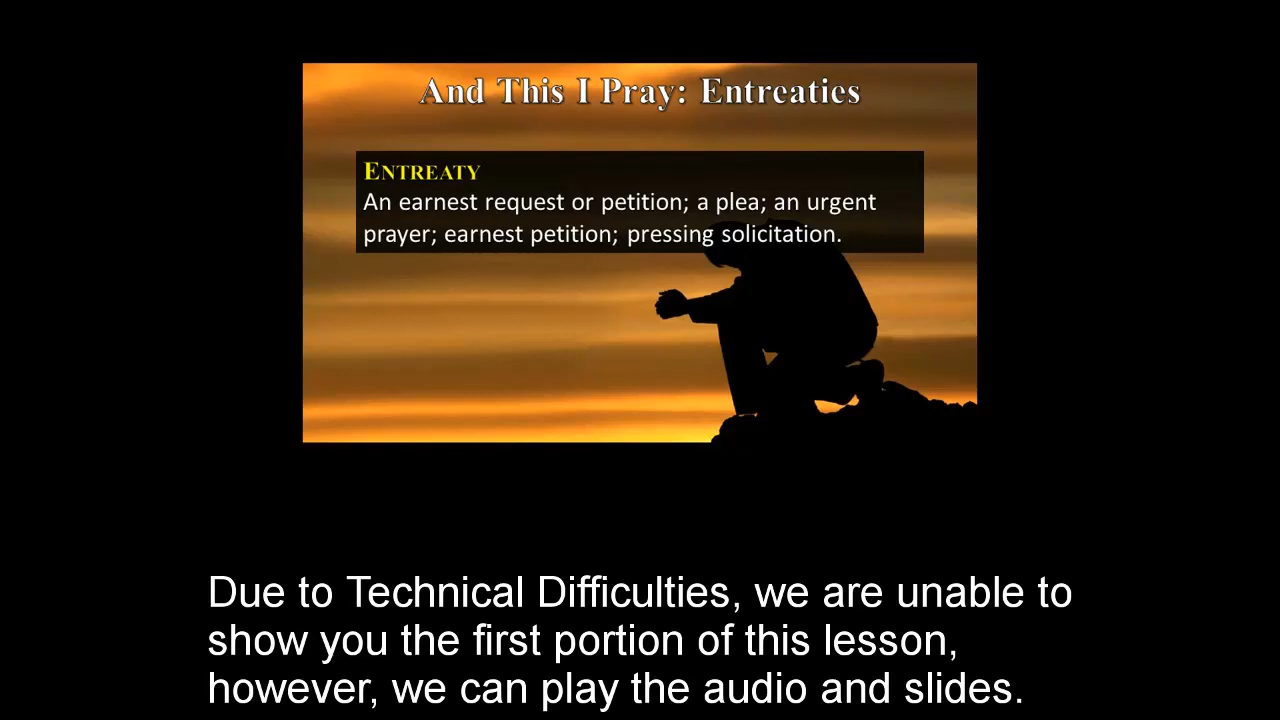 And This I Pray: Entreaties
ENTREATY
An earnest request or petition; a plea; an urgent
prayer; earnest petition; pressing solicitation.
Due to Technical Difficulties, we are unable to
show you the first portion of this lesson,
however, we can play the audio and slides.